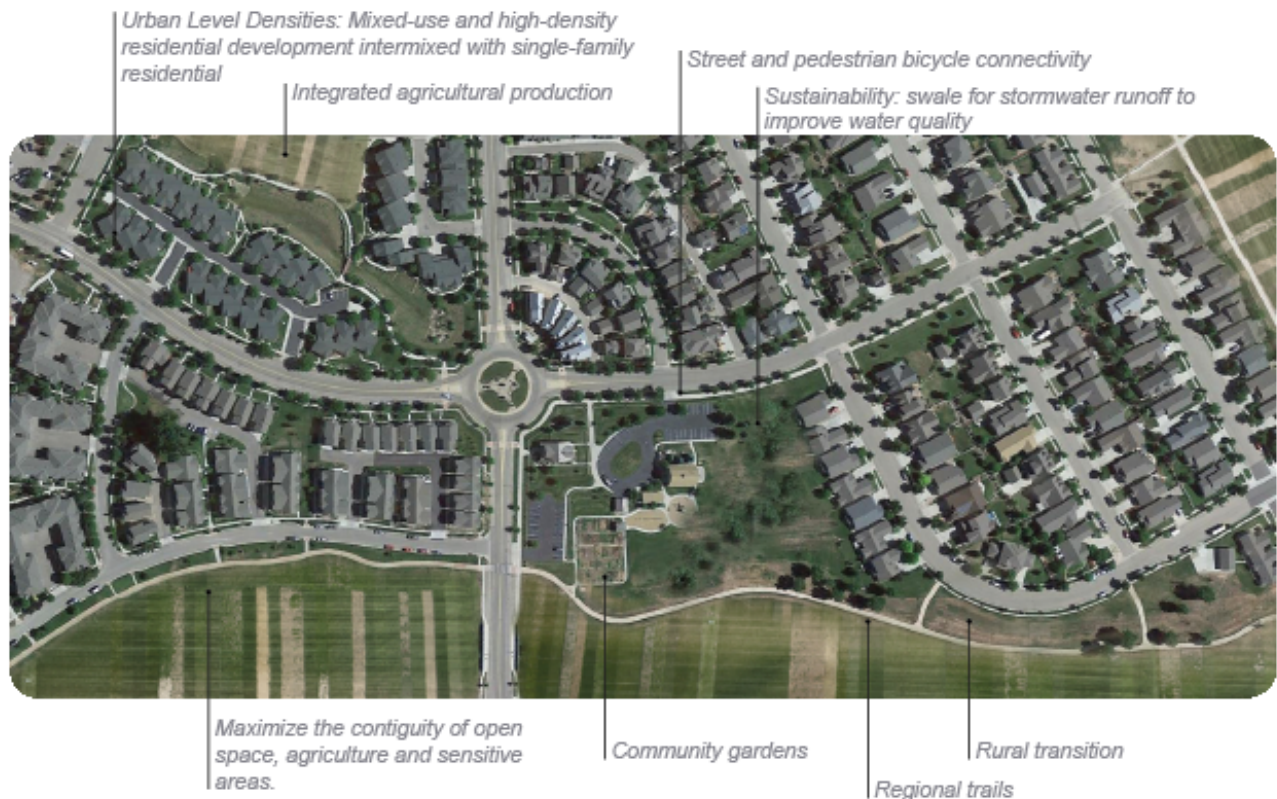 Urban Level Densities: Mixed-use and high-density
residential development intermixed with single-family
residential
Integrated agricultural production
Street and pedestrian bicycle connectivity
Sustainability: swale for stormwater runoff to
improve water quality
Maximize the contiguity of open
space, agriculture and sensitive
areas.
Community gardens
Rural transition
Regional trails